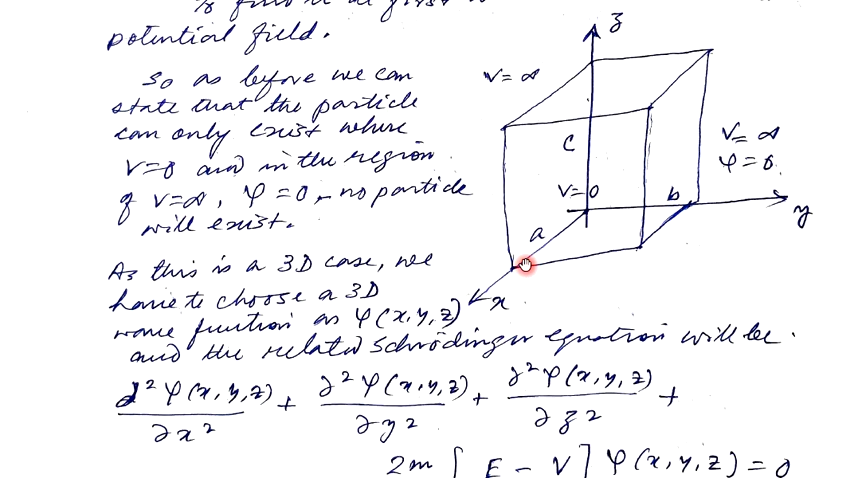 potential field.
So as before we can
state that the particle
can only exist where
V=0 and in the region
of V=∞, Ψ=0, no particle
will exist.
As this is a 3D case, we
have to choose a 3D
wave function as Ψ(x,y,z)
and the related Schrödinger equation will be.
∂²Ψ(x,y,z)/∂x² + ∂²Ψ(x,y,z)/∂y² + ∂²Ψ(x,y,z)/∂z² +
2m [E - V] Ψ(x,y,z) = 0
z
V=∞
V=∞
Ψ=0.
c
V=0
b
y
a
x